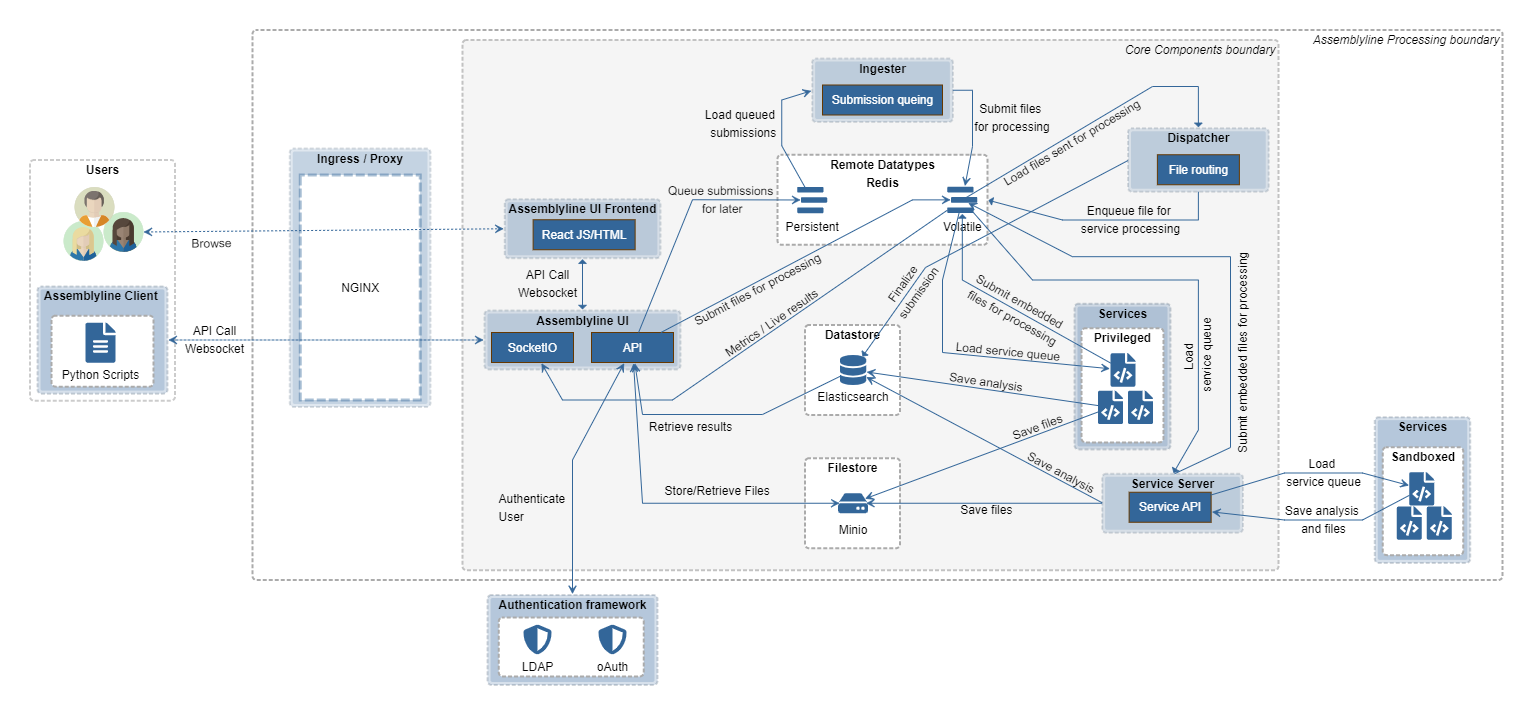 Assemblyline Processing boundary
Core Components boundary
Users
Browse
Assemblyline Client
Python Scripts
API Call
Websocket
Ingress / Proxy
NGINX
Assemblyline UI Frontend
React JS/HTML
API Call
Websocket
Assemblyline UI
SocketIO
API
Authenticate
User
Authentication framework
LDAP
oAuth
Ingester
Submission queing
Load queued
submissions
Submit files
for processing
Remote Datatypes
Redis
Persistent
Volatile
Queue submissions
for later
Submit files for processing
Metrics / Live results
Load files sent for processing
Dispatcher
File routing
Enqueue file for
service processing
Finalize
submission
Datastore
Elasticsearch
Retrieve results
Filestore
Minio
Store/Retrieve Files
Submit embedded
files for processing
Load service queue
Save analysis
Save files
Services
Privileged
Load
service queue
Submit embedded files for processing
Save analysis
Save files
Service Server
Service API
Load
service queue
Save analysis
and files
Services
Sandboxed